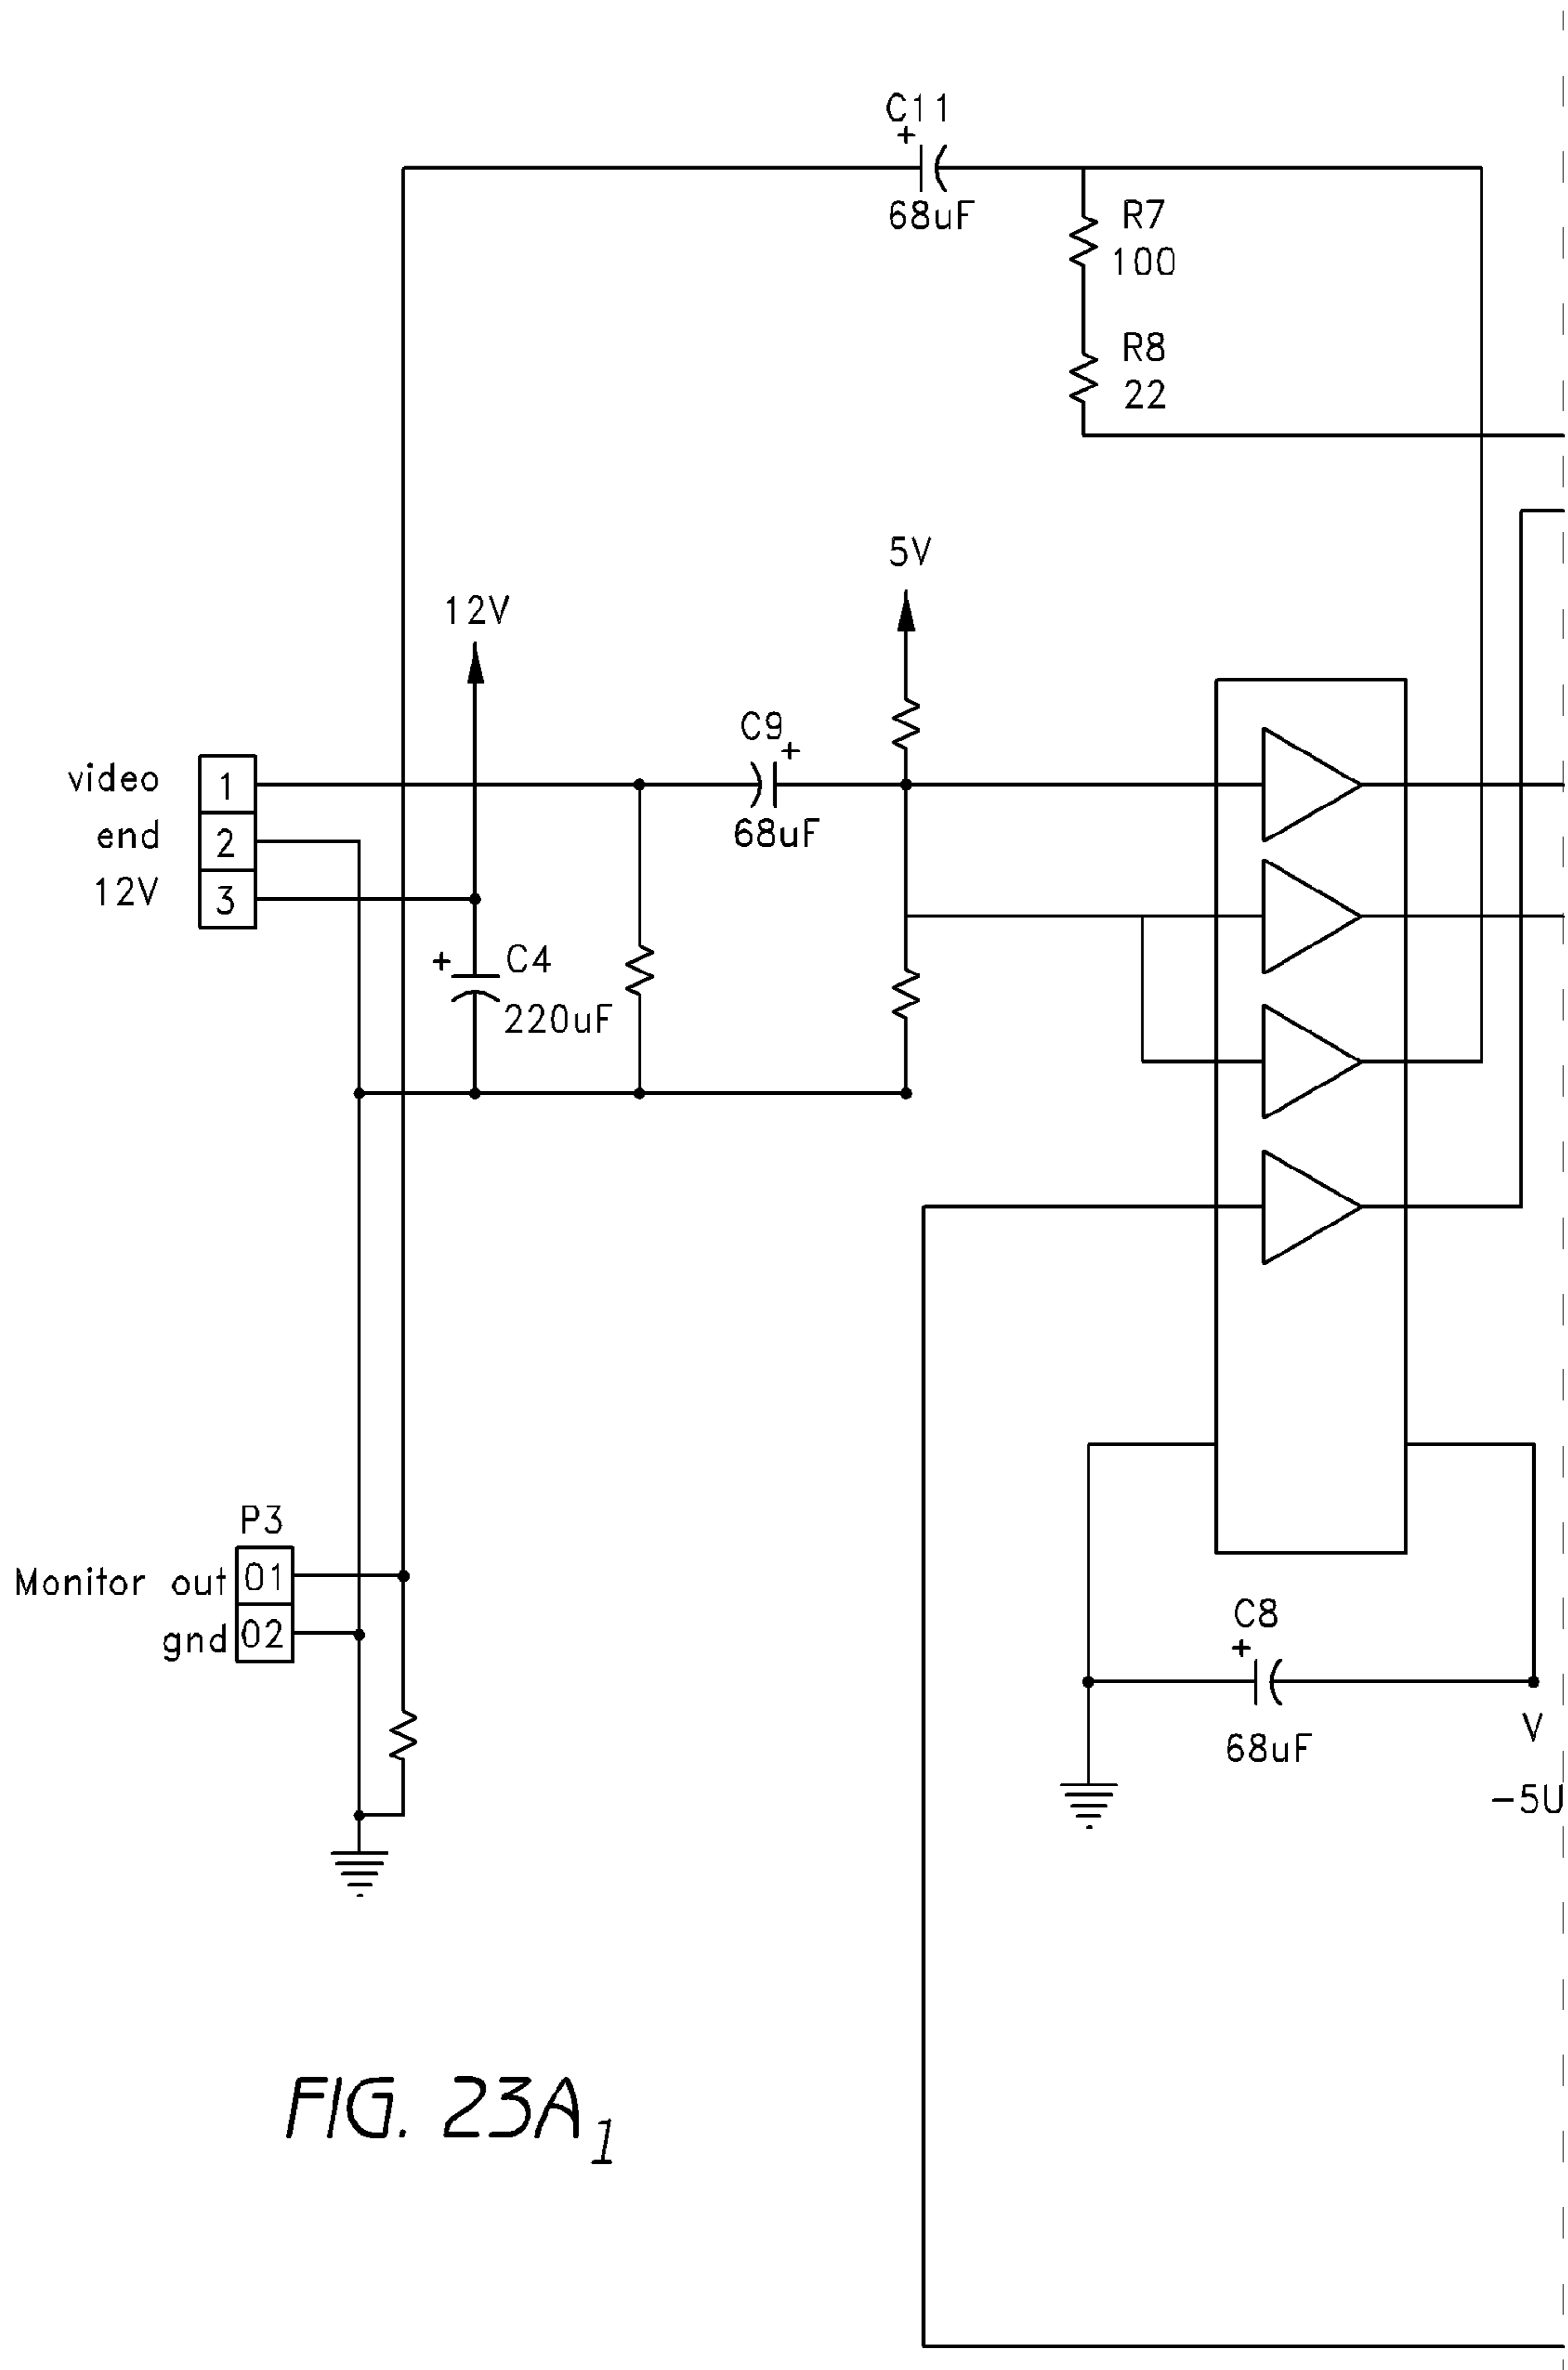 C11
+
68uF
R7
100
R8
22
5V
12V
C9
+
68uF
video
1
end
2
12V
3
+
C4
220uF
P3
Monitor out
01
gnd
02
C8
+
68uF
V
-5U
FIG. 23A1